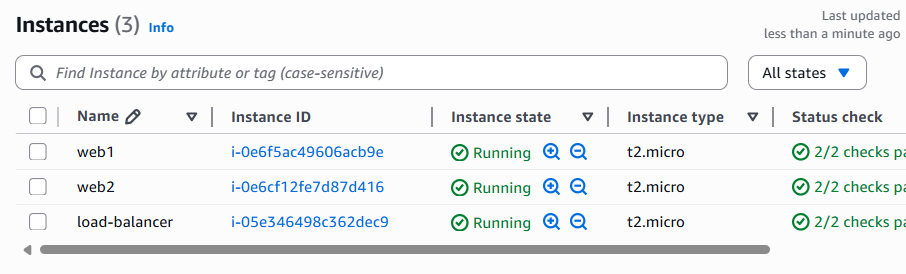 Instances (3) Info
Last updated
less than a minute ago
Find Instance by attribute or tag (case-sensitive)
All states
Name Instance ID Instance state Instance type Status check
web1 i-0e6f5ac49606acb9e Running t2.micro 2/2 checks pa
web2 i-0e6cf12fe7d87d416 Running t2.micro 2/2 checks pa
load-balancer i-05e346498c362dec9 Running t2.micro 2/2 checks pa